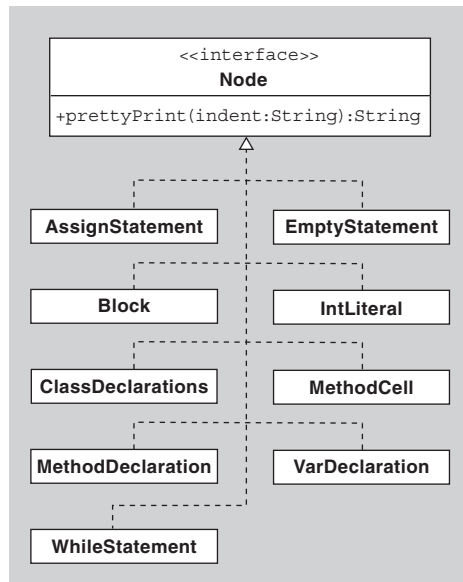 <<interface>>
Node
+prettyPrint(indent:String):String
AssignStatement
EmptyStatement
Block
IntLiteral
ClassDeclarations
MethodCell
MethodDeclaration
VarDeclaration
WhileStatement